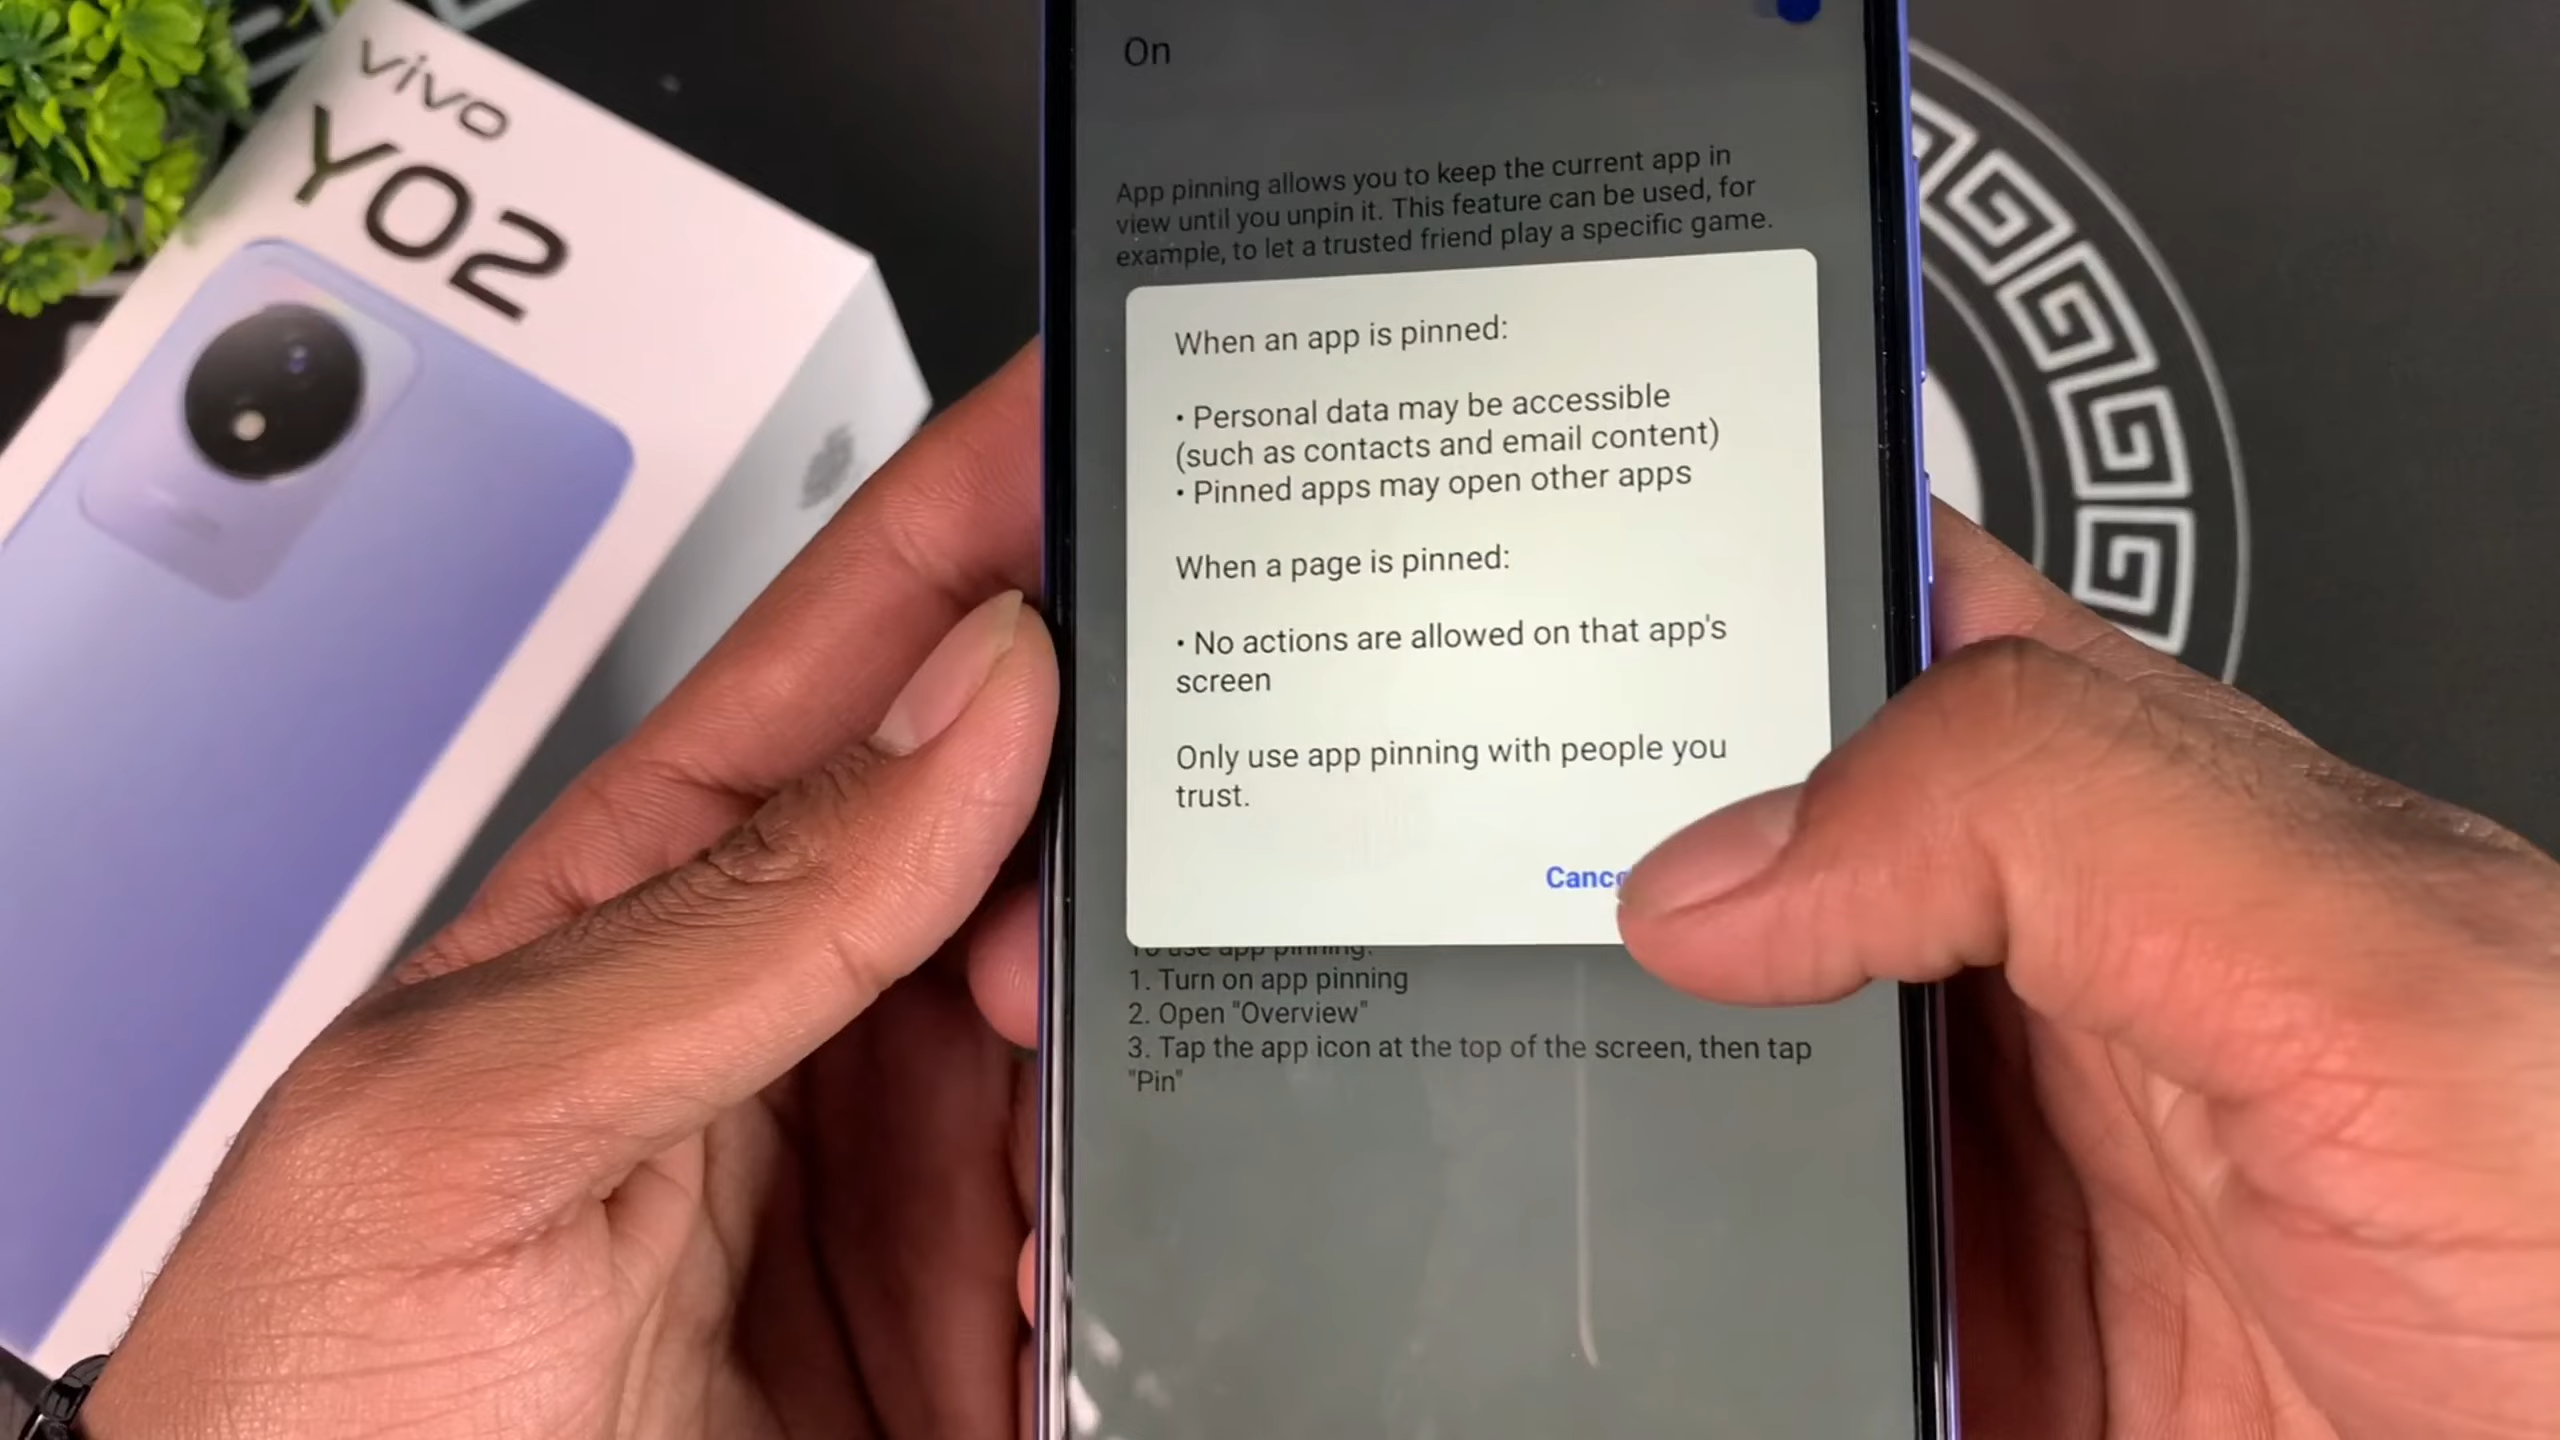 vivo
Y02
On
App pinning allows you to keep the current app in
view until you unpin it. This feature can be used, for
example, to let a trusted friend play a specific game.
When an app is pinned:
• Personal data may be accessible
(such as contacts and email content)
• Pinned apps may open other apps
When a page is pinned:
• No actions are allowed on that app's
screen
Only use app pinning with people you
trust.
To use app pinning:
1. Turn on app pinning
2. Open "Overview"
3. Tap the app icon at the top of the screen, then tap
"Pin"